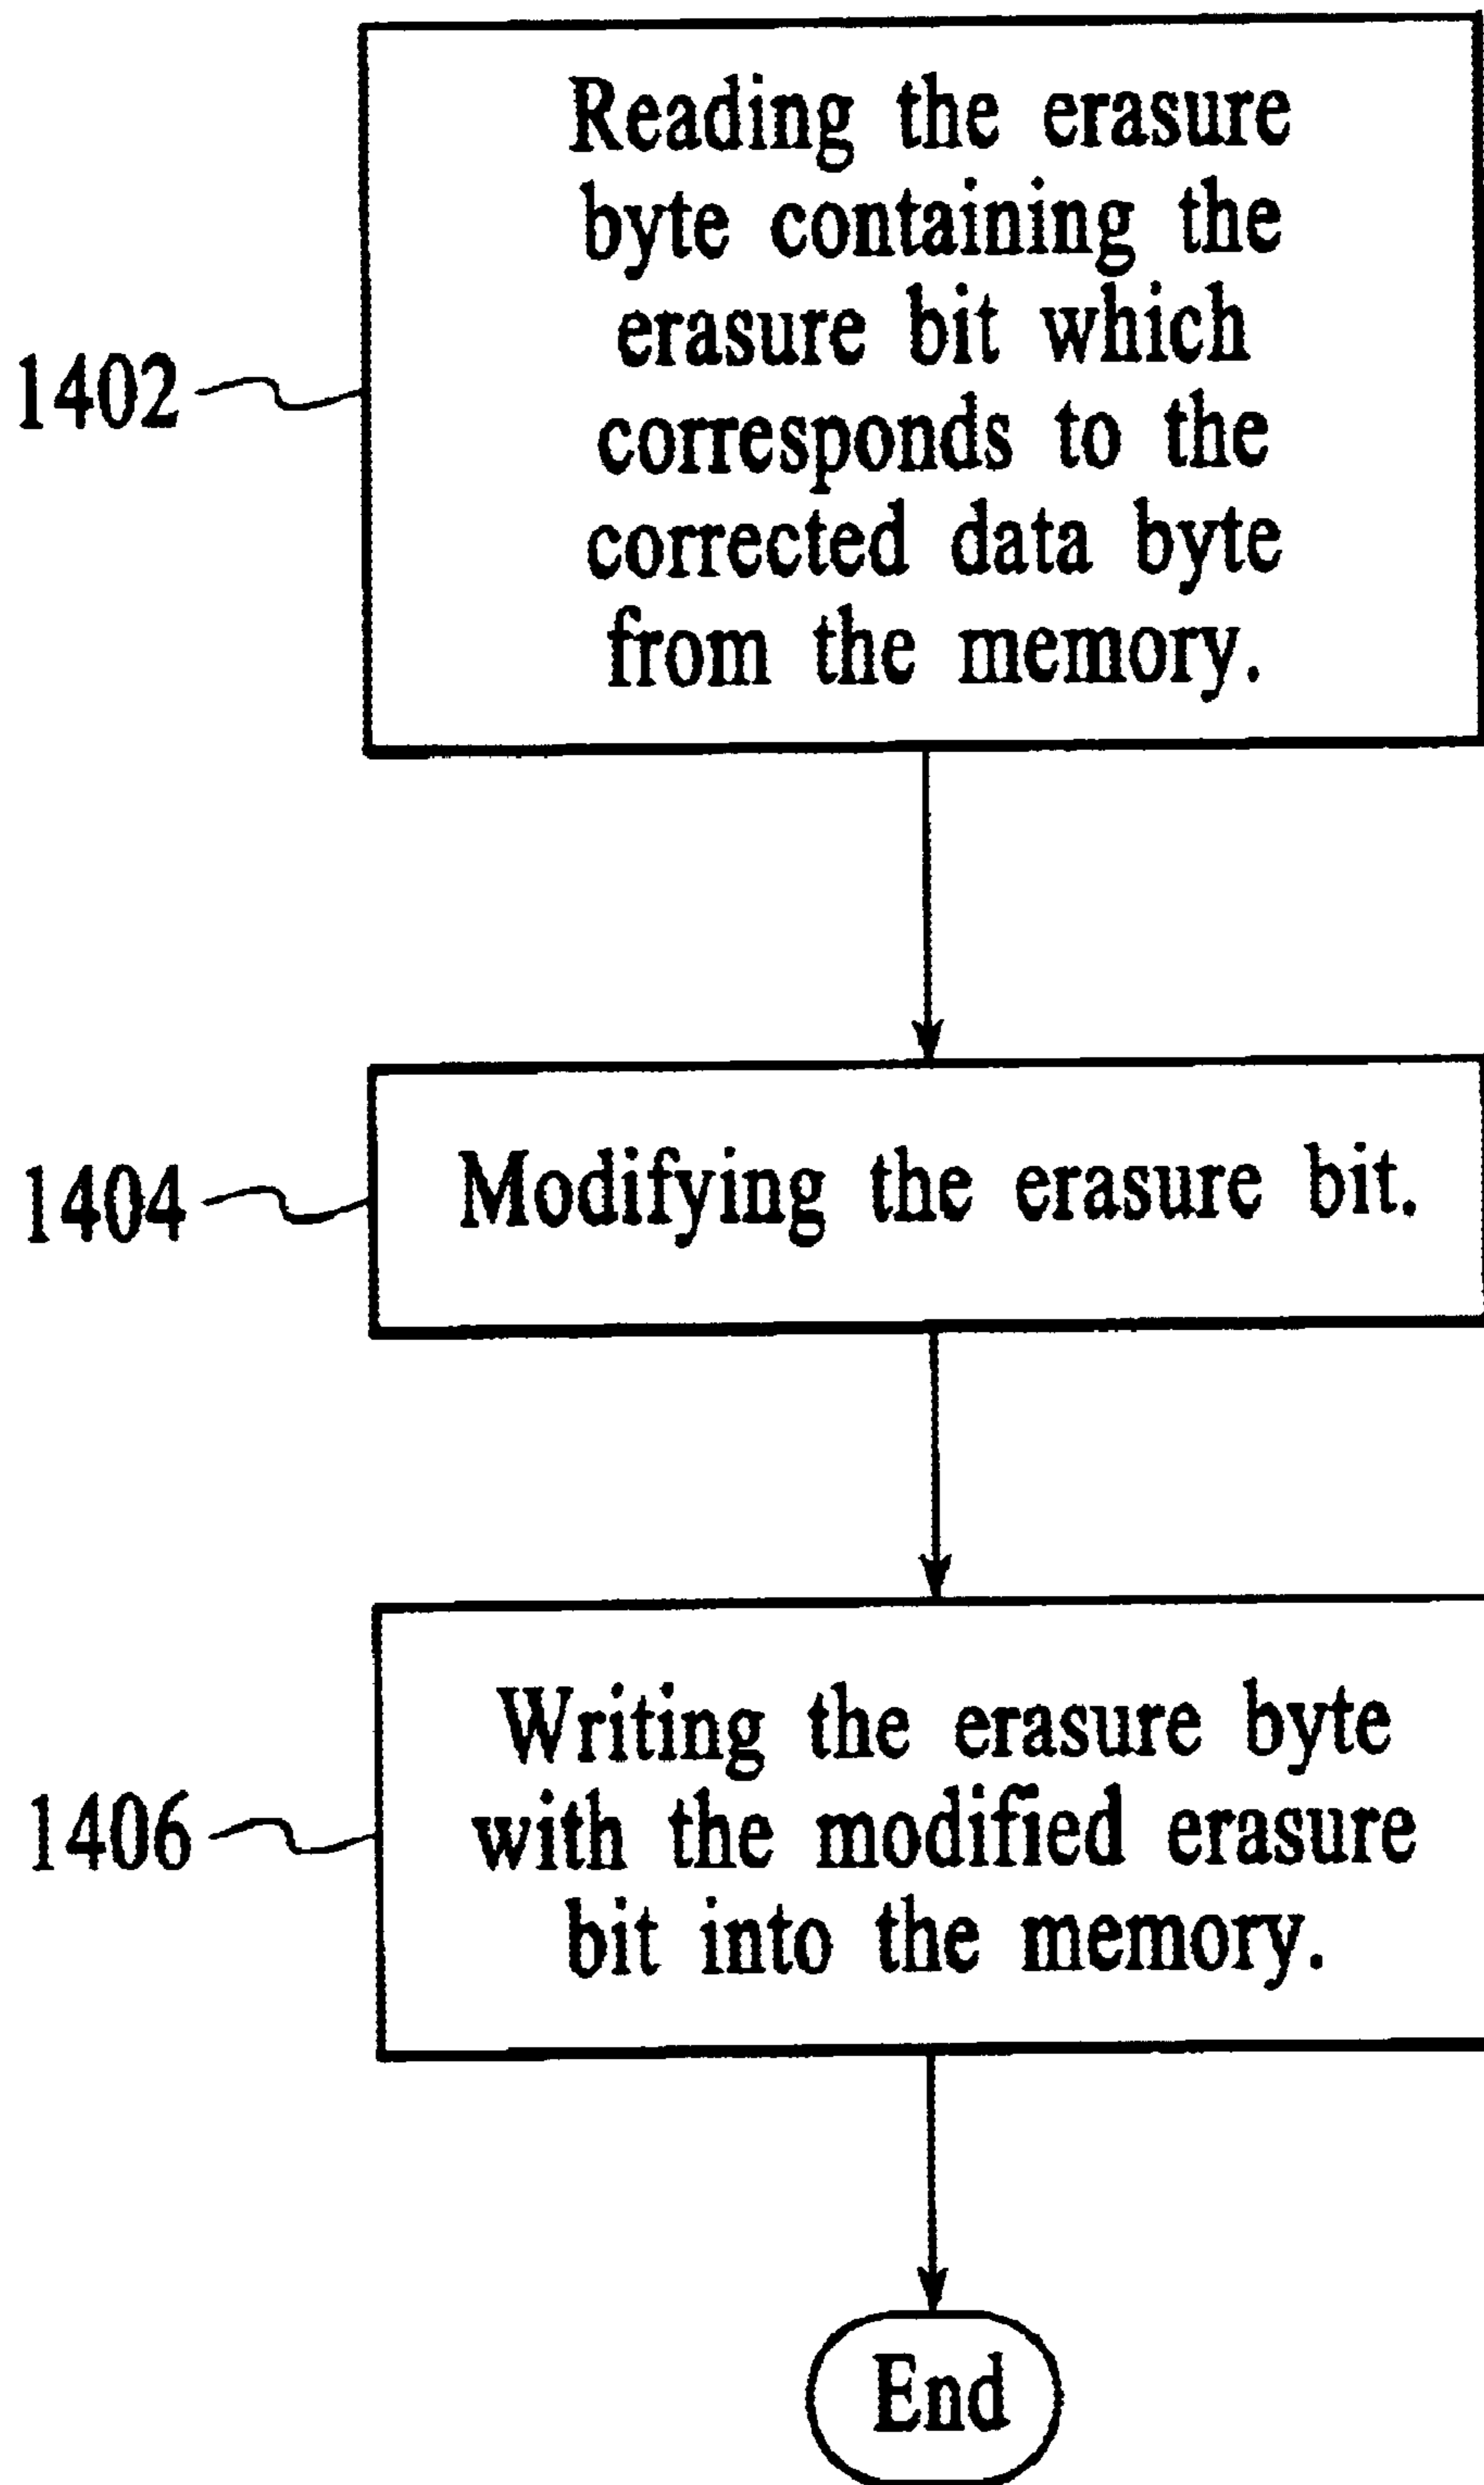 Reading the erasure
byte containing the
erasure bit which
corresponds to the
corrected data byte
from the memory.
1402
Modifying the erasure bit.
1404
Writing the erasure byte
with the modified erasure
bit into the memory.
1406
End